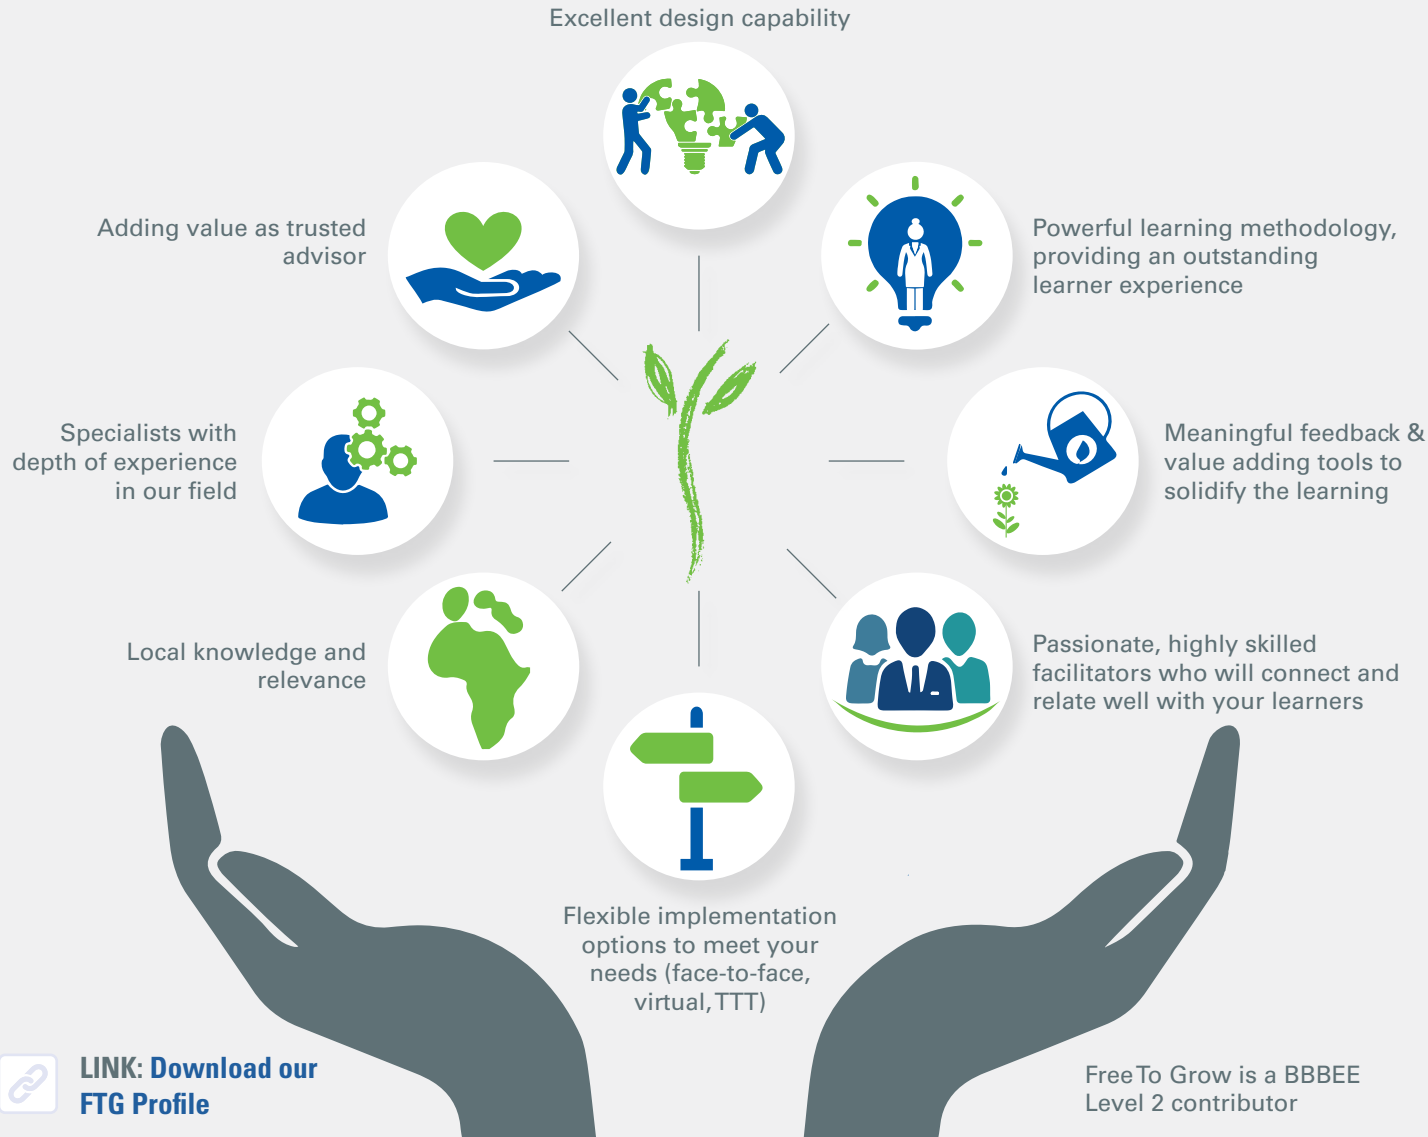 Excellent design capability
Adding value as trusted
advisor
Powerful learning methodology,
providing an outstanding
learner experience
Specialists with
depth of experience
in our field
Meaningful feedback &
value adding tools to
solidify the learning
Local knowledge and
relevance
Passionate, highly skilled
facilitators who will connect and
relate well with your learners
Flexible implementation
options to meet your
needs (face-to-face,
virtual, TTT)
LINK: Download our
FTG Profile
Free To Grow is a BBBEE
Level 2 contributor